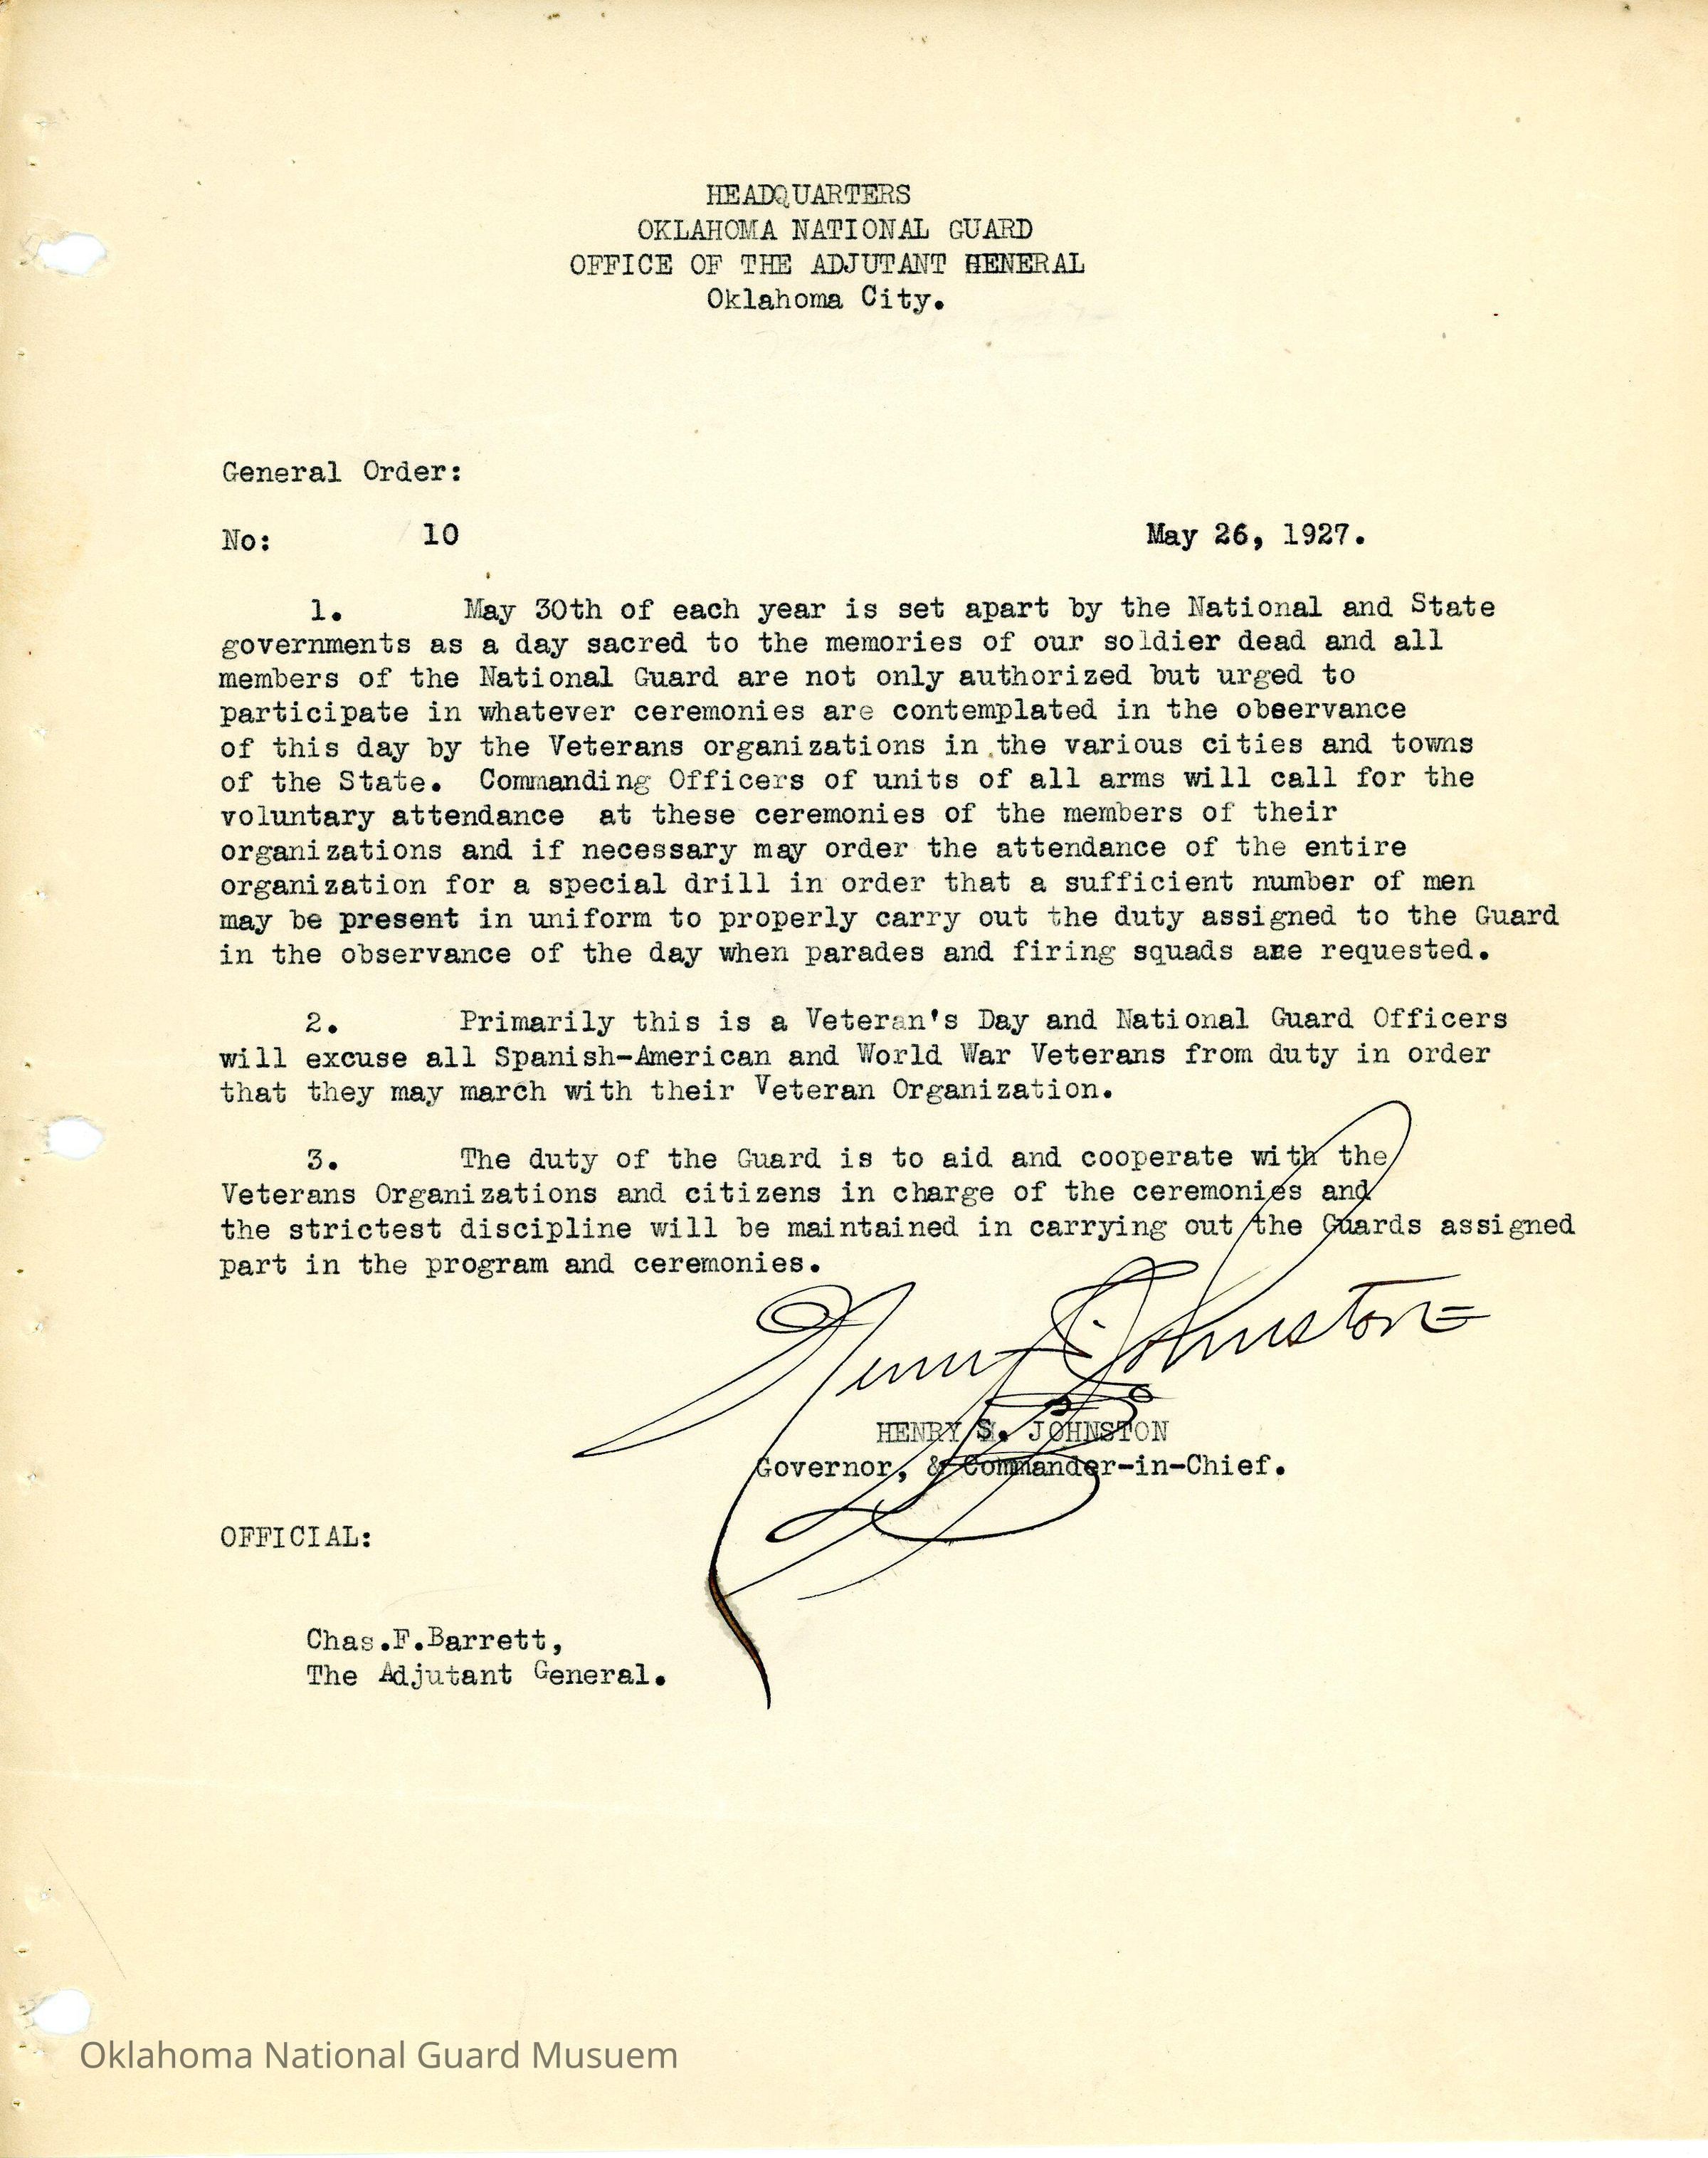 HEADQUARTERS
OKLAHOMA NATIONAL GUARD
OFFICE OF THE ADJUTANT GENERAL
Oklahoma City.
General Order:
No: 10 May 26, 1927.
1. May 30th of each year is set apart by the National and State
governments as a day sacred to the memories of our soldier dead and all
members of the National Guard are not only authorized but urged to
participate in whatever ceremonies are contemplated in the observance
of this day by the Veterans organizations in the various cities and towns
of the State. Commanding Officers of units of all arms will call for the
voluntary attendance at these ceremonies of the members of their
organizations and if necessary may order the attendance of the entire
organization for a special drill in order that a sufficient number of men
may be present in uniform to properly carry out the duty assigned to the Guard
in the observance of the day when parades and firing squads are requested.
2. Primarily this is a Veteran's Day and National Guard Officers
will excuse all Spanish-American and World War Veterans from duty in order
that they may march with their Veteran Organization.
3. The duty of the Guard is to aid and cooperate with the
Veterans Organizations and citizens in charge of the ceremonies and
the strictest discipline will be maintained in carrying out the Guards assigned
part in the program and ceremonies.
Henry S. Johnston
HENRY S. JOHNSTON
Governor, & Commander-in-Chief.
OFFICIAL:
Chas.F.Barrett,
The Adjutant General.
Oklahoma National Guard Musuem